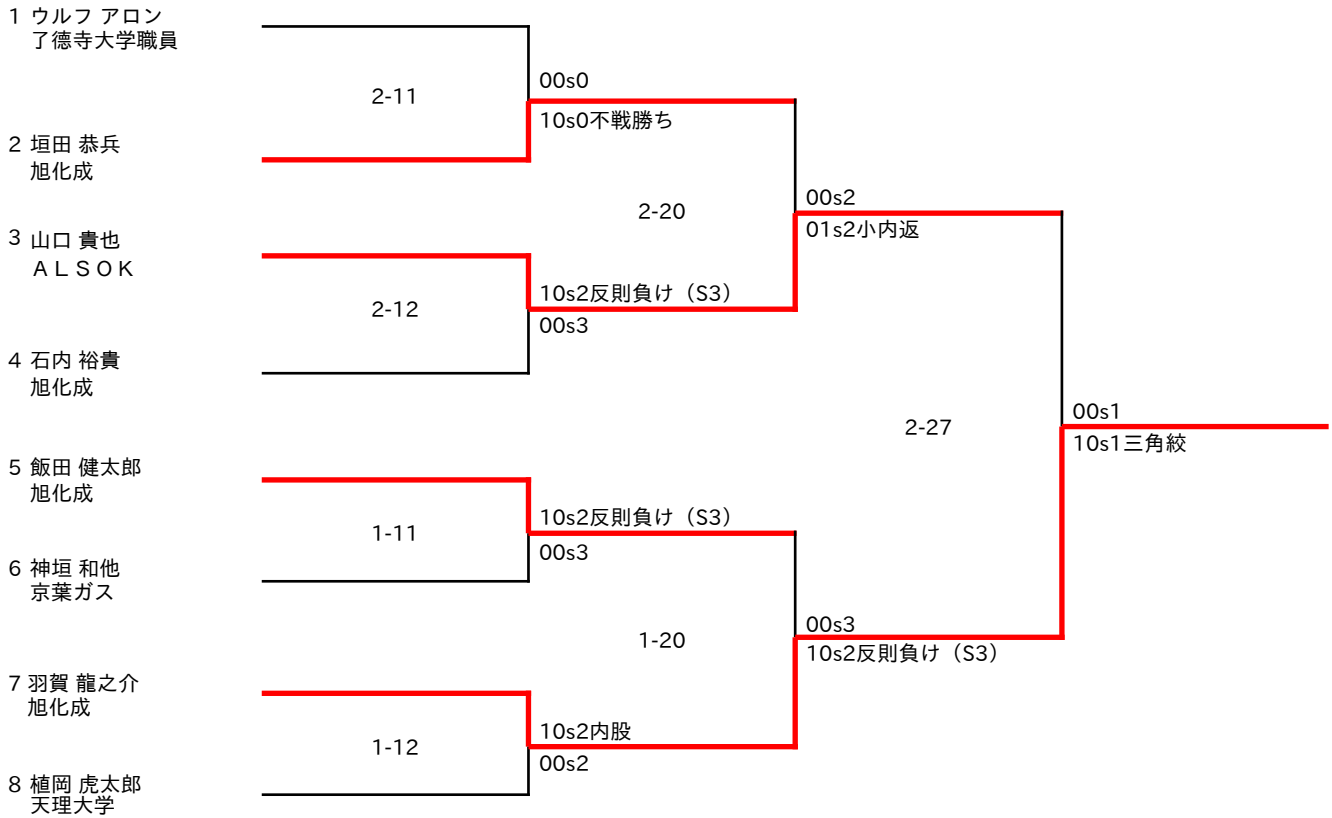 1 ウルフ アロン
了德寺大学職員
2-11
00s0
10s0不戦勝ち
2 垣田 恭兵
旭化成
2-20
00s2
01s2小内返
3 山口 貴也
ＡＬＳＯＫ
2-12
10s2反則負け（S3）
00s3
4 石内 裕貴
旭化成
2-27
00s1
10s1三角絞
5 飯田 健太郎
旭化成
1-11
10s2反則負け（S3）
00s3
6 神垣 和他
京葉ガス
1-20
00s3
10s2反則負け（S3）
7 羽賀 龍之介
旭化成
1-12
10s2内股
00s2
8 植岡 虎太郎
天理大学